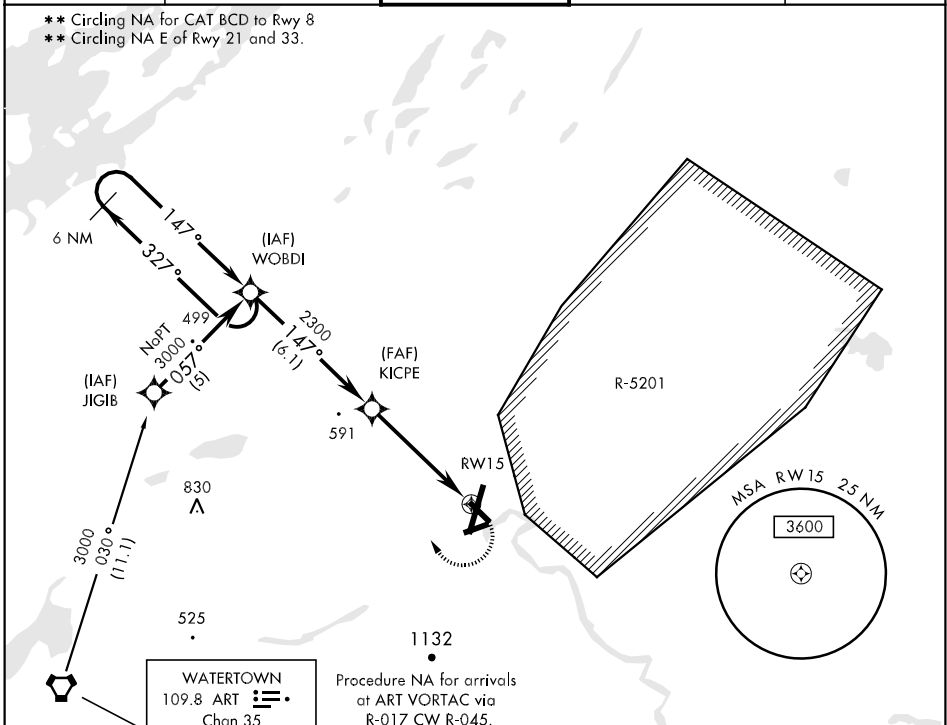 ** Circling NA for CAT BCD to Rwy 8
** Circling NA E of Rwy 21 and 33.
147°
6 NM
327°
(IAF)
WOBDI
499
NoPT
3000
057°
(5)
2300
147°
(6.1)
(FAF)
KICPE
(IAF)
JIGIB
591
R-5201
RW15
MSA RW15 25 NM
3600
830
3000
030°
(11.1)
525
1132
WATERTOWN
109.8 ART
Chan 35
Procedure NA for arrivals
at ART VORTAC via
R-017 CW R-045.